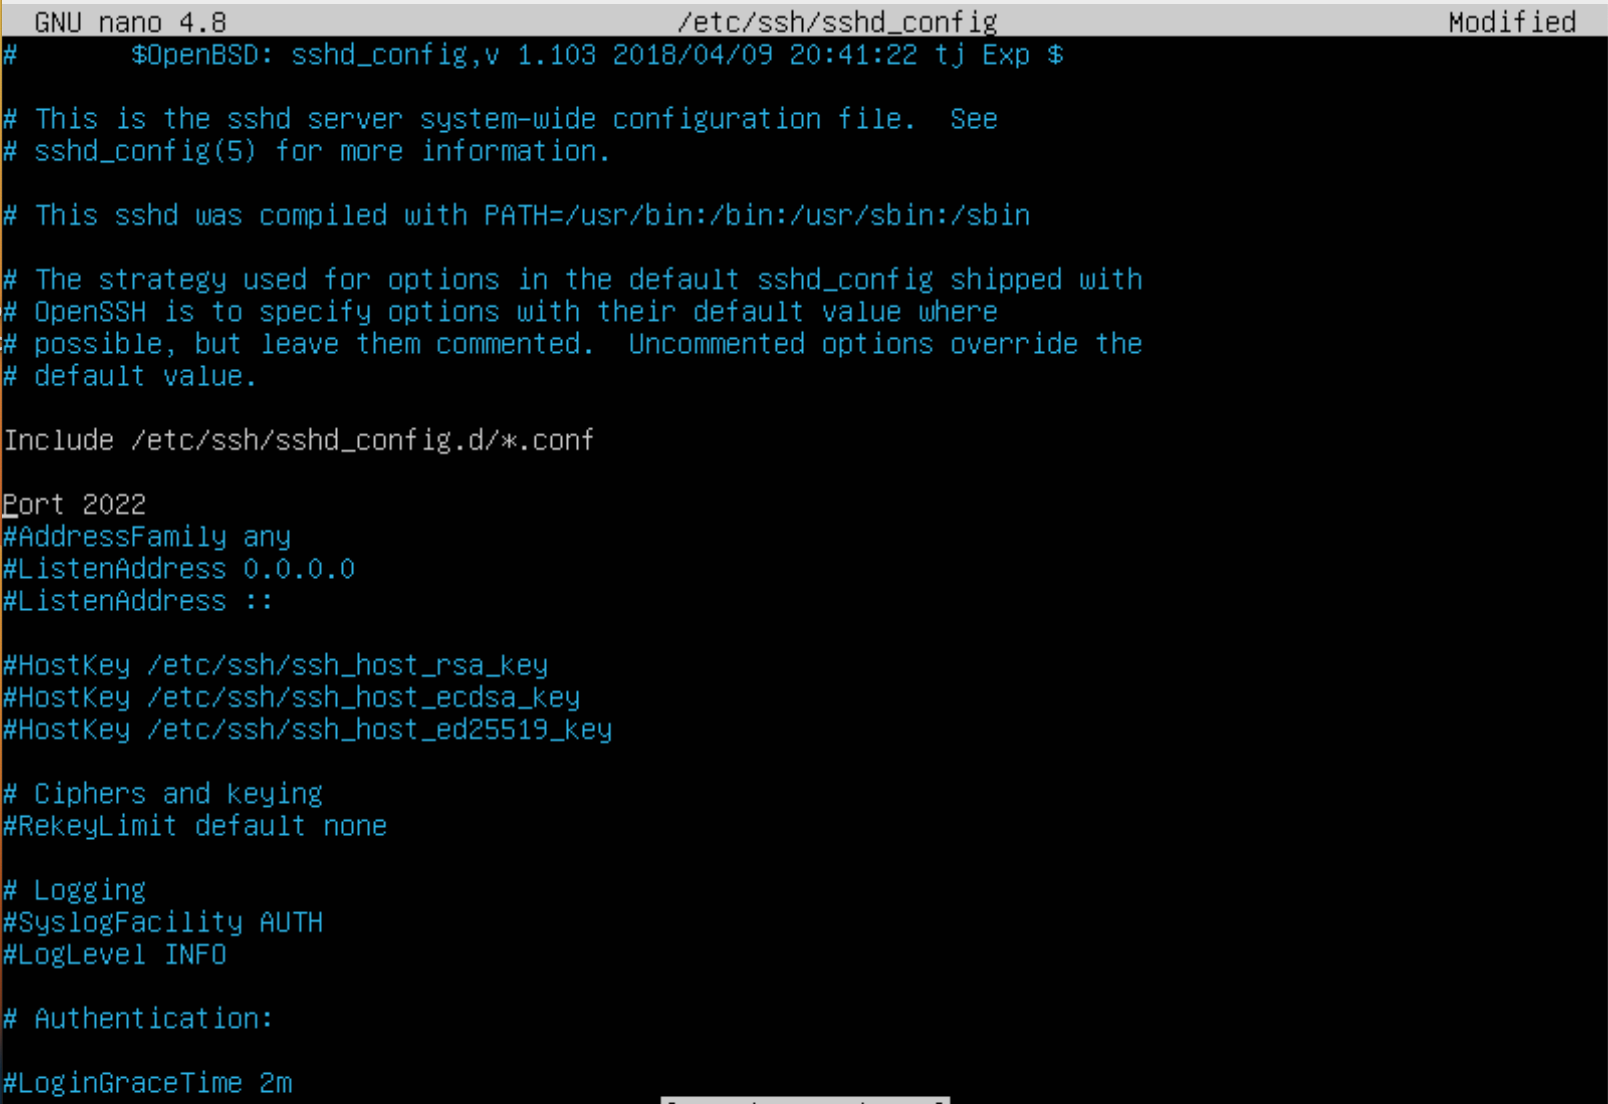 GNU nano 4.8 /etc/ssh/sshd_config Modified
# $OpenBSD: sshd_config,v 1.103 2018/04/09 20:41:22 tj Exp $
# This is the sshd server system-wide configuration file. See
# sshd_config(5) for more information.
# This sshd was compiled with PATH=/usr/bin:/bin:/usr/sbin:/sbin
# The strategy used for options in the default sshd_config shipped with
# OpenSSH is to specify options with their default value where
# possible, but leave them commented. Uncommented options override the
# default value.
Include /etc/ssh/sshd_config.d/*.conf
Port 2022
#AddressFamily any
#ListenAddress 0.0.0.0
#ListenAddress ::
#HostKey /etc/ssh/ssh_host_rsa_key
#HostKey /etc/ssh/ssh_host_ecdsa_key
#HostKey /etc/ssh/ssh_host_ed25519_key
# Ciphers and keying
#RekeyLimit default none
# Logging
#SyslogFacility AUTH
#LogLevel INFO
# Authentication:
#LoginGraceTime 2m